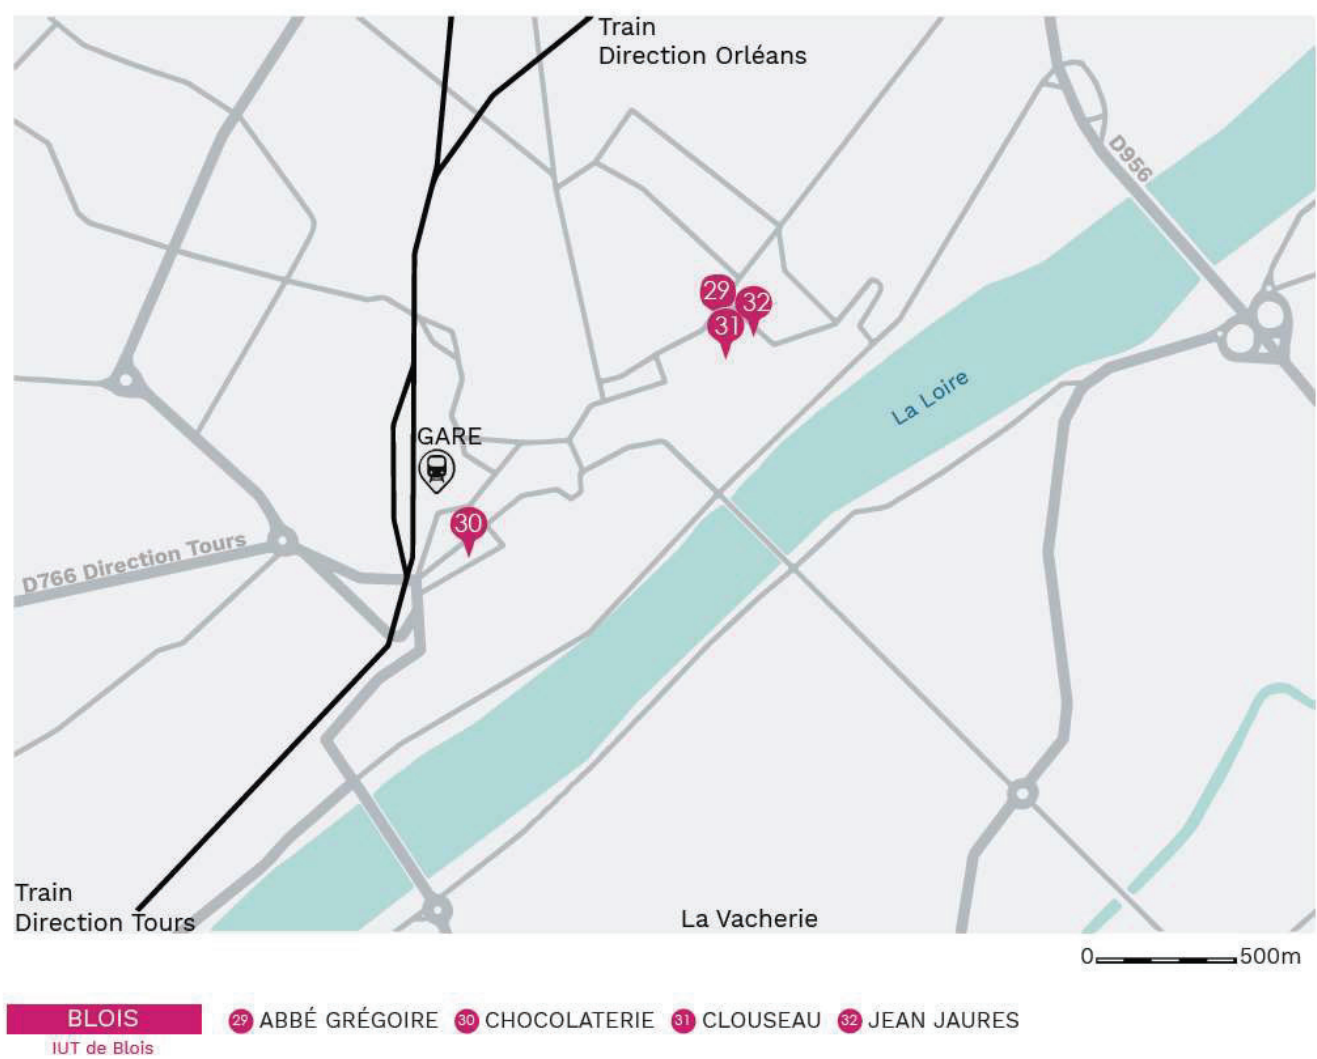 Train
Direction Orléans
D956
29
32
31
La Loire
GARE
30
D766 Direction Tours
Train
Direction Tours
La Vacherie
0 500m
BLOIS
IUT de Blois
29 ABBÉ GRÉGOIRE 30 CHOCOLATERIE 31 CLOUSEAU 32 JEAN JAURES